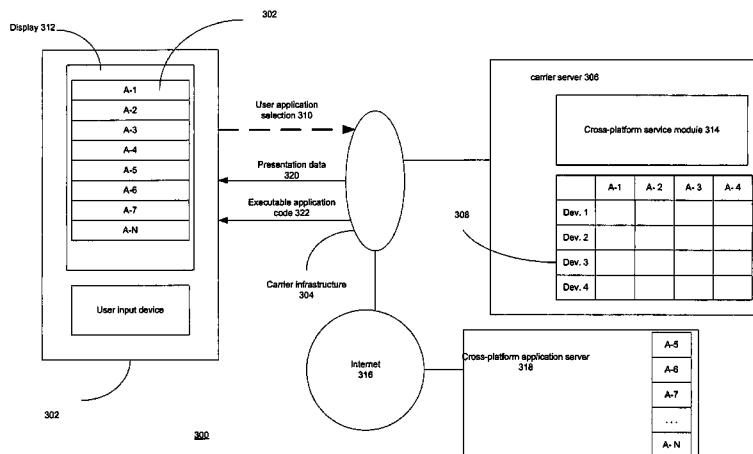 Display 312
302
A-1
A-2
A-3
A-4
A-5
A-6
A-7
A-N
User input device
302
300
User application
selection 310
Presentation data
320
Executable application
code 322
Carrier infrastructure
304
Internet
316
carrier server 306
Cross-platform service module 314
A-1 A- 2 A- 3 A- 4
Dev. 1
Dev. 2
Dev. 3
Dev. 4
308
Cross-platform application server
318
A-5
A-6
A-7
...
A- N